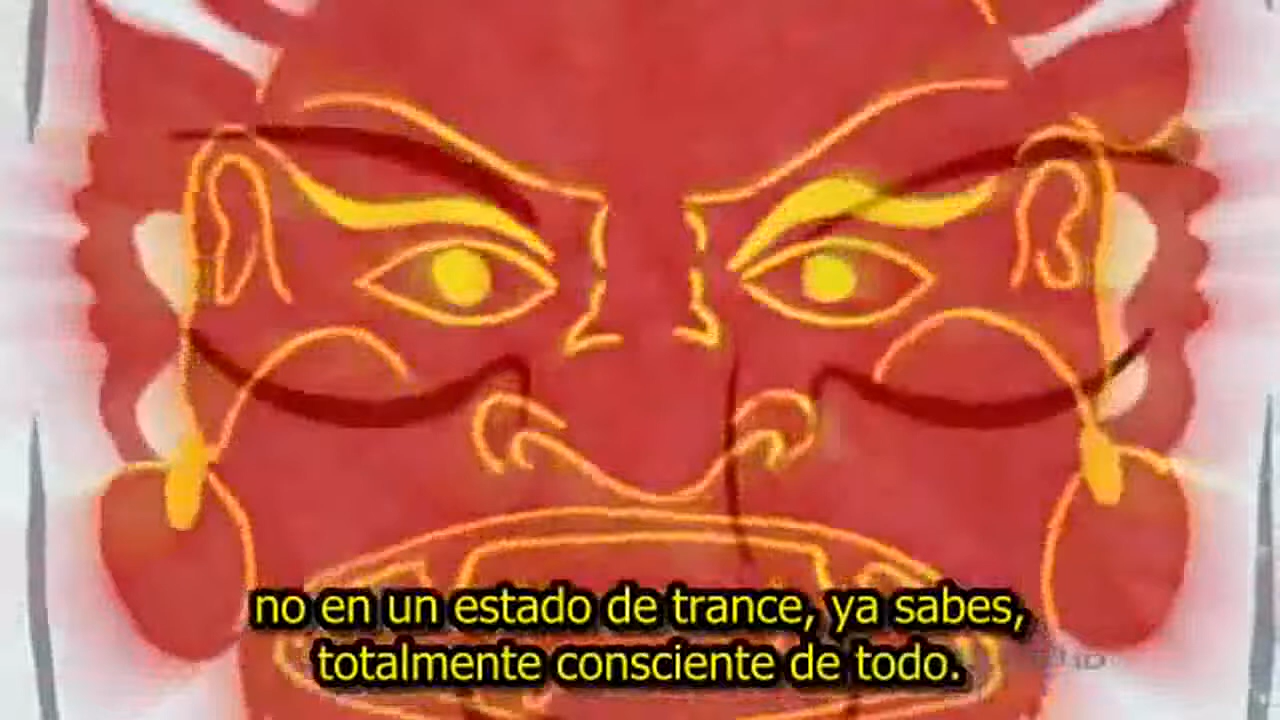 no en un estado de trance, ya sabes,
totalmente consciente de todo.